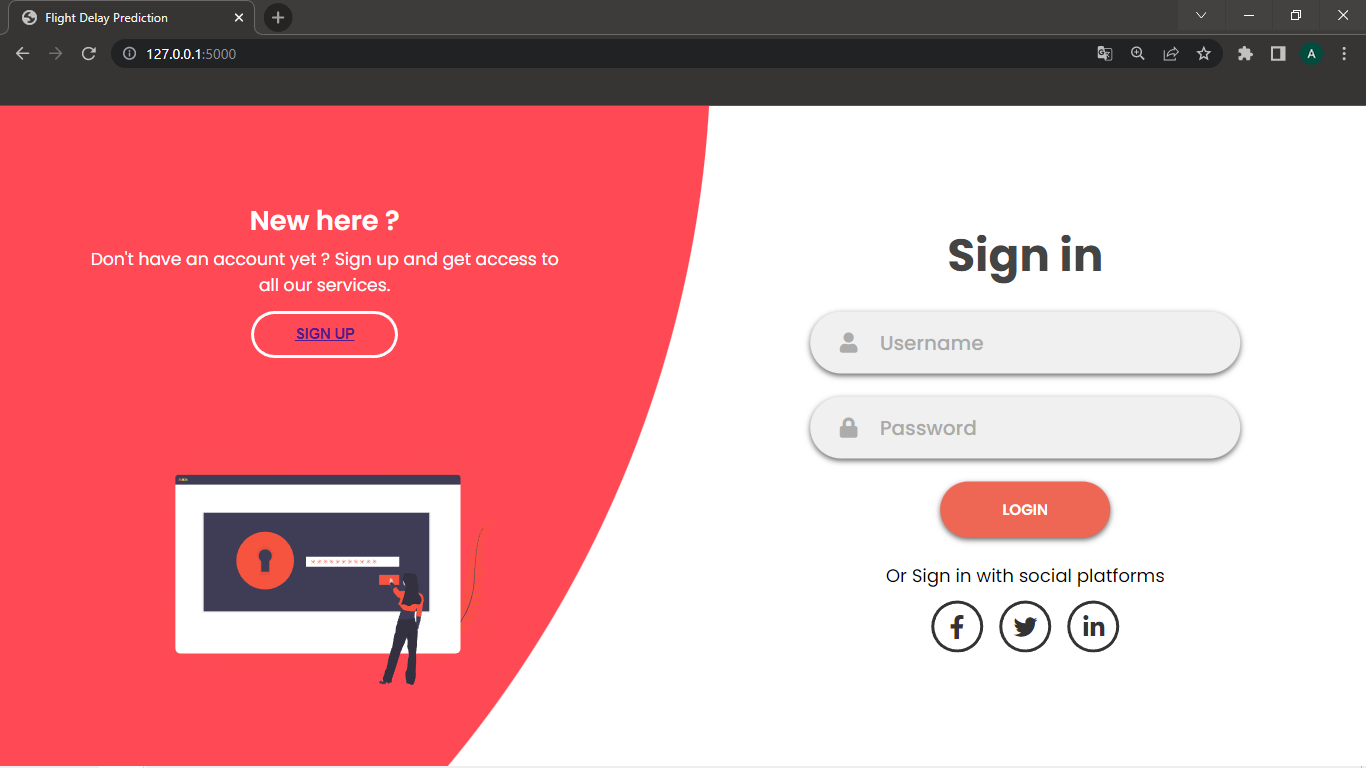 Flight Delay Prediction
127.0.0.1:5000
A
New here ?
Don't have an account yet ? Sign up and get access to
all our services.
SIGN UP
Sign in
Username
Password
LOGIN
Or Sign in with social platforms